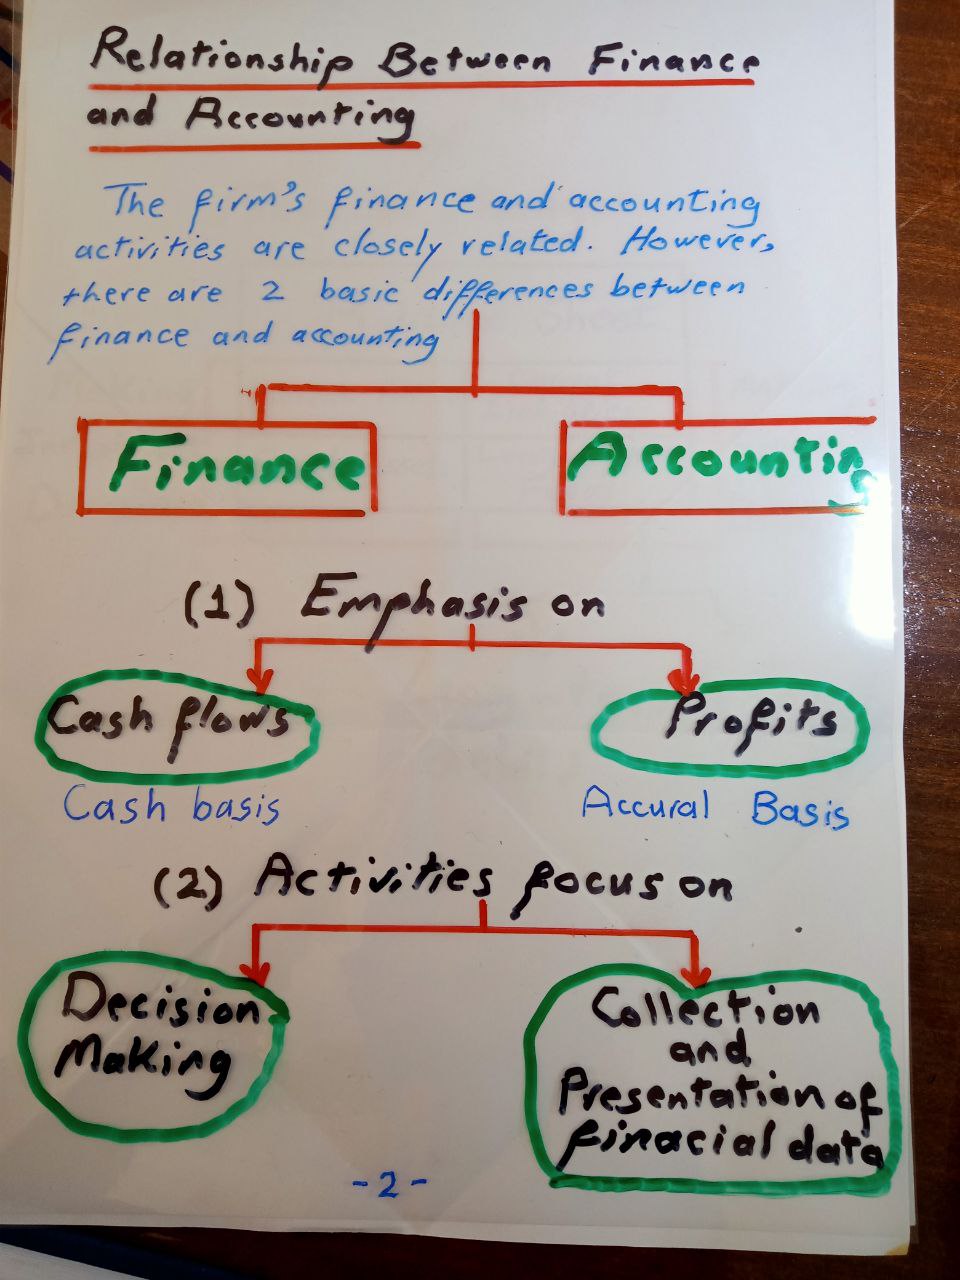 Relationship Between Finance
and Accounting
The firm's finance and accounting
activities are closely related. However,
there are 2 basic differences between
finance and accounting
Finance Accounting
(1) Emphasis on
Cash flows Profits
Cash basis Accural Basis
(2) Activities focus on
Decision
Making
Collection
and
Presentation of
finacial data
-2-